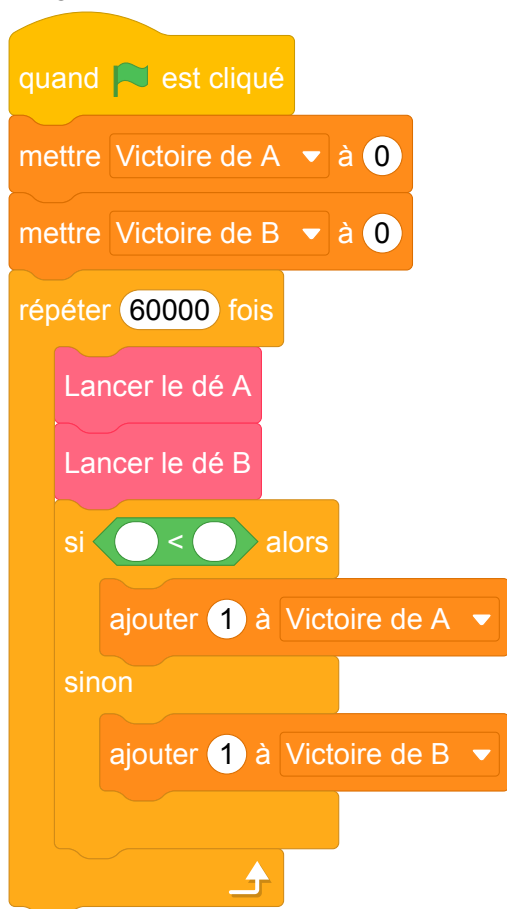 quand est cliqué
mettre Victoire de A à 0
mettre Victoire de B à 0
répéter 60000 fois
Lancer le dé A
Lancer le dé B
si < alors
ajouter 1 à Victoire de A
sinon
ajouter 1 à Victoire de B